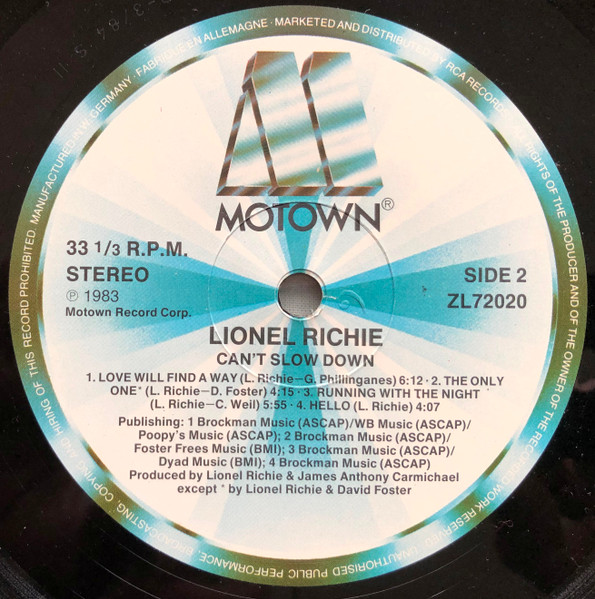 MANUFACTURED IN W. GERMANY · FABRIQUÉ EN ALLEMAGNE · MARKETED AND DISTRIBUTED BY RCA RECORD
ALL RIGHTS OF THE PRODUCER AND OF THE OWNER OF THE RECORDED WORK RESERVED. UNAUTHORISED PUBLIC PERFORMANCE, BROADCASTING, COPYING AND HIRING OF THIS RECORD PROHIBITED.
MOTOWN®
33 1/3 R.P.M.
STEREO
℗ 1983
Motown Record Corp.
SIDE 2
ZL72020
LIONEL RICHIE
CAN'T SLOW DOWN
1. LOVE WILL FIND A WAY (L. Richie–G. Phillinganes) 6:12 · 2. THE ONLY
ONE* (L. Richie–D. Foster) 4:15 · 3. RUNNING WITH THE NIGHT
(L. Richie–C. Weil) 5:55 · 4. HELLO (L. Richie) 4:07
Publishing: 1 Brockman Music (ASCAP)/WB Music (ASCAP)/
Poopy's Music (ASCAP); 2 Brockman Music (ASCAP)/
Foster Frees Music (BMI); 3 Brockman Music (ASCAP)/
Dyad Music (BMI); 4 Brockman Music (ASCAP)
Produced by Lionel Richie & James Anthony Carmichael
except * by Lionel Richie & David Foster